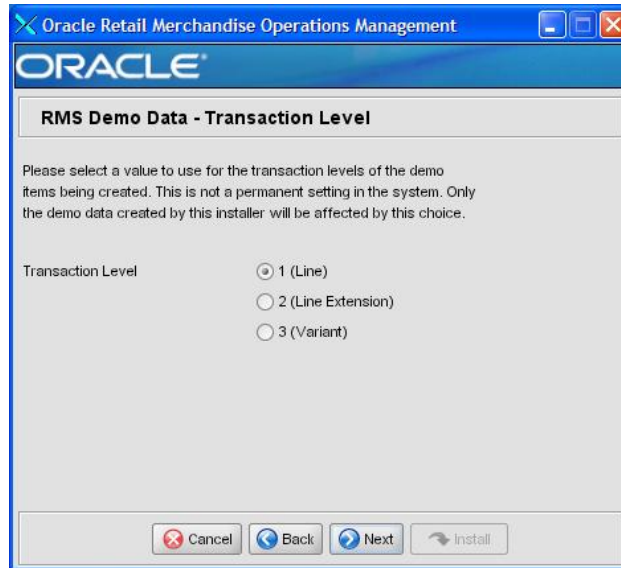 Oracle Retail Merchandise Operations Management
ORACLE®
RMS Demo Data - Transaction Level
Please select a value to use for the transaction levels of the demo
items being created. This is not a permanent setting in the system. Only
the demo data created by this installer will be affected by this choice.
Transaction Level
1 (Line)
2 (Line Extension)
3 (Variant)
Cancel
Back
Next
Install